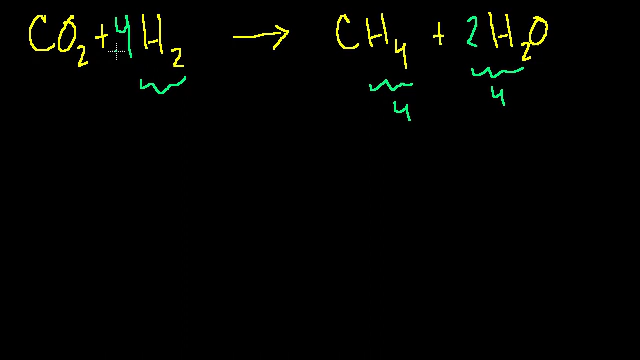 CO₂ + 4H₂ → CH₄ + 2H₂O
4 4